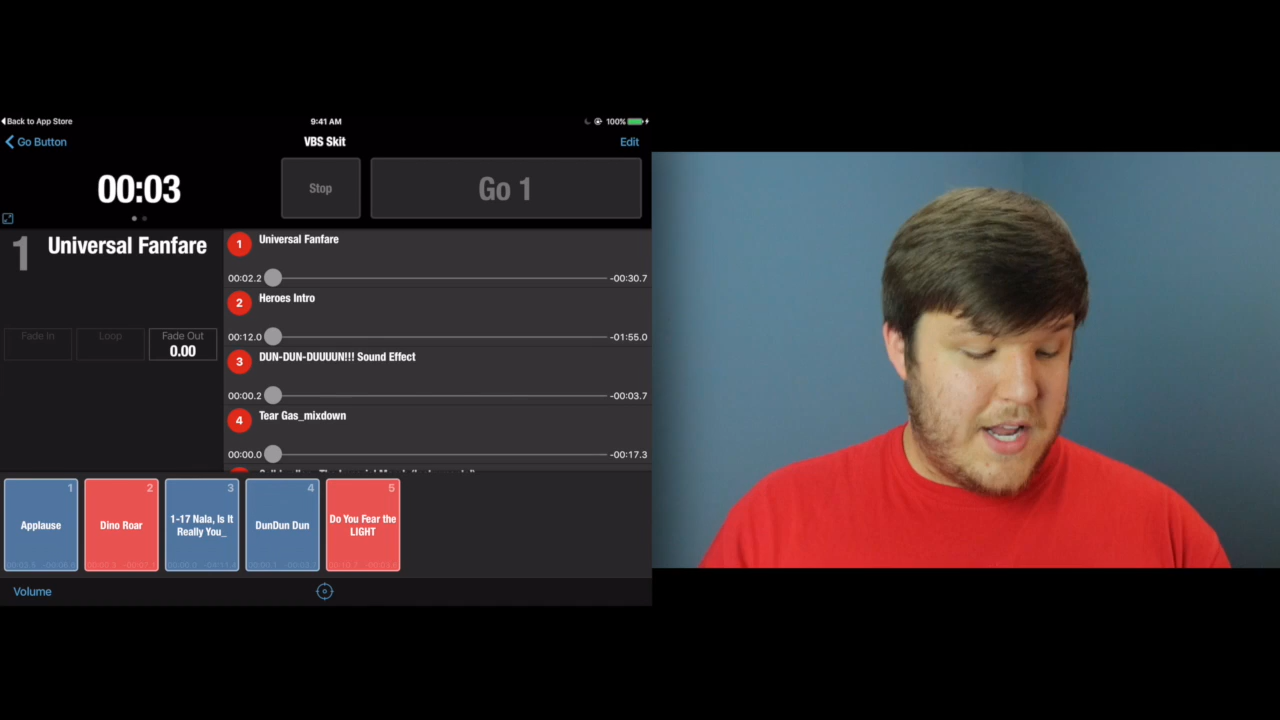 Back to App Store
9:41 AM
100%
Go Button
VBS Skit
Edit
00:03
Stop
Go 1
1
Universal Fanfare
Fade In
Loop
Fade Out
0.00
1
Universal Fanfare
00:02.2
-00:30.7
2
Heroes Intro
00:12.0
-01:55.0
3
DUN-DUN-DUUUUN!!! Sound Effect
00:00.2
-00:03.7
4
Tear Gas_mixdown
00:00.0
-00:17.3
1
Applause
2
Dino Roar
3
1-17 Nala, Is It
Really You_
4
DunDun Dun
5
Do You Fear the
LIGHT
Volume